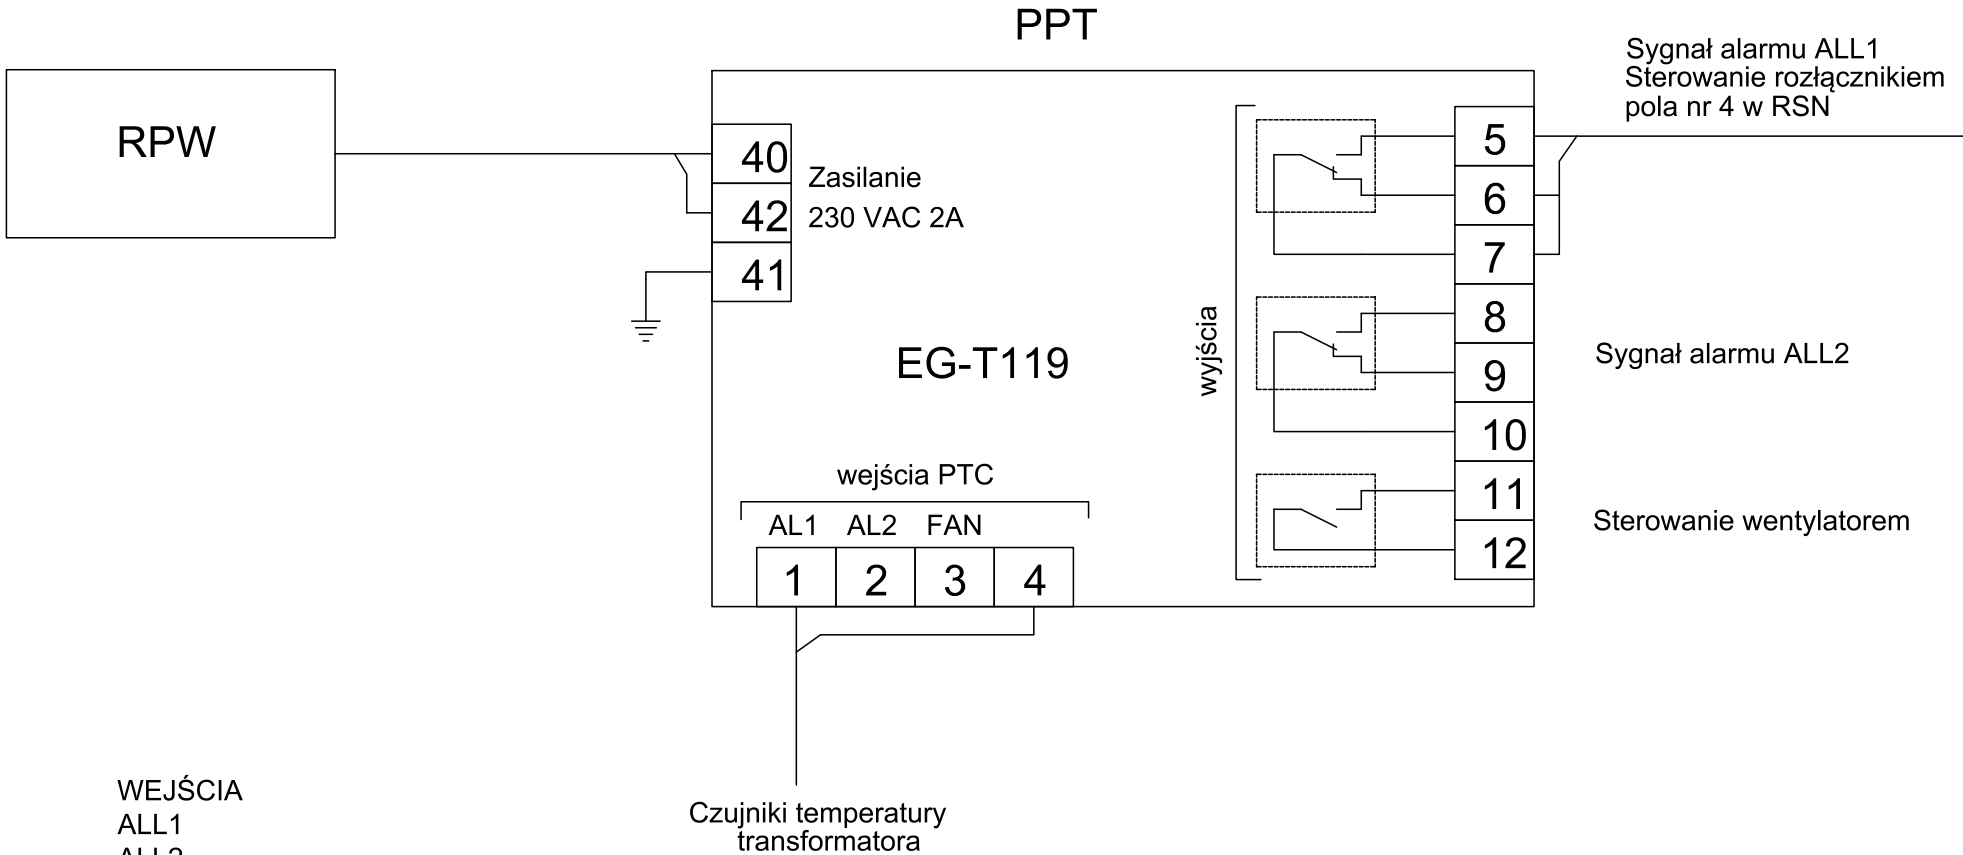 PPT
Sygnał alarmu ALL1
Sterowanie rozłącznikiem
pola nr 4 w RSN
RPW
40
42
41
Zasilanie
230 VAC 2A
EG-T119
wyjścia
5
6
7
8
9
10
11
12
Sygnał alarmu ALL2
Sterowanie wentylatorem
wejścia PTC
AL1 AL2 FAN
1 2 3 4
Czujniki temperatury
transformatora
WEJŚCIA
ALL1
ALL2